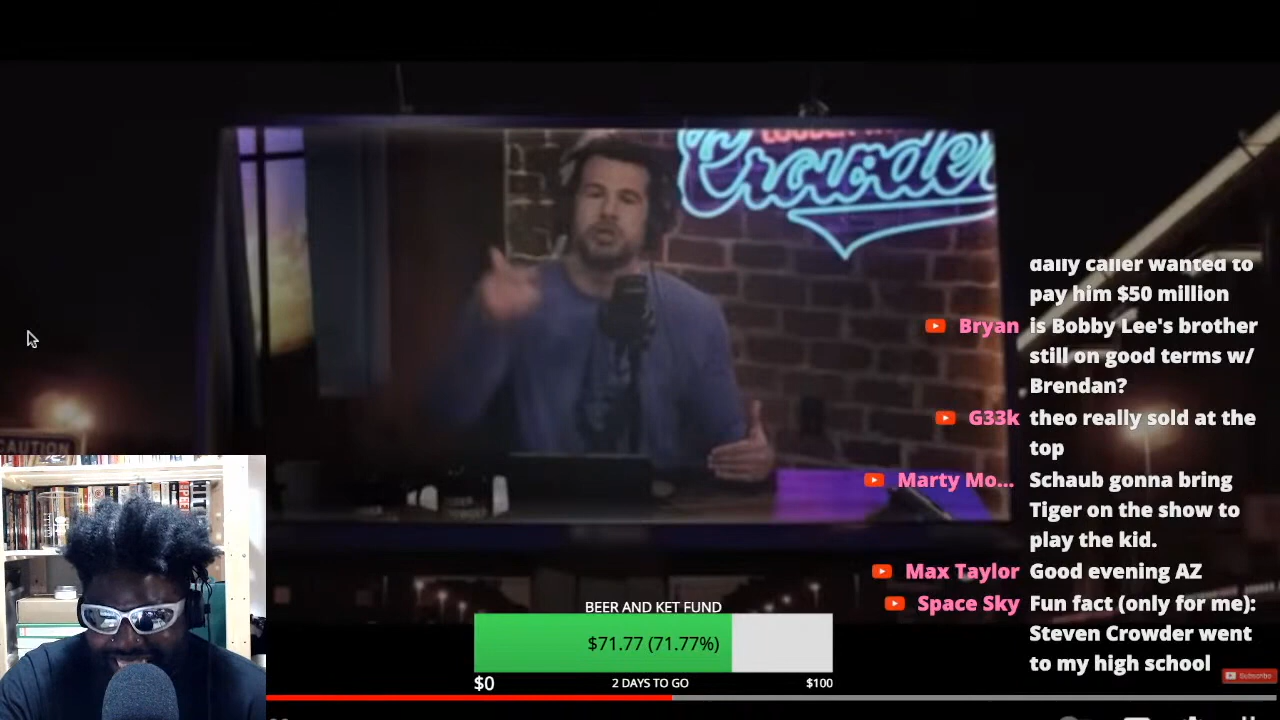 Crowder
daily caller wanted to
pay him $50 million
Bryan is Bobby Lee's brother
still on good terms w/
Brendan?
G33k theo really sold at the
top
Marty Mo... Schaub gonna bring
Tiger on the show to
play the kid.
Max Taylor Good evening AZ
Space Sky Fun fact (only for me):
Steven Crowder went
to my high school
CAUTION
BEER AND KET FUND
$71.77 (71.77%)
$0 2 DAYS TO GO $100
Subscribe